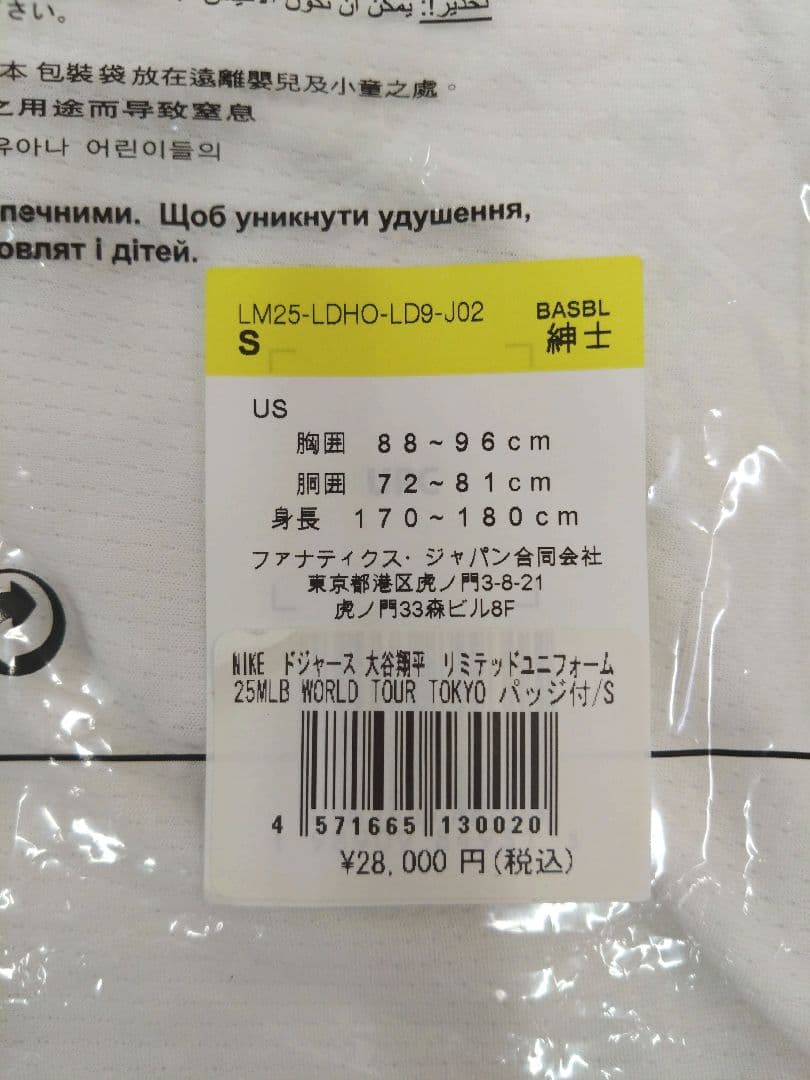 تحذير!: يمكن أن تكون
さい。
本 包裝袋 放在遠離嬰兒及小童之處。
之用途而导致窒息
유아나 어린이들의
печними. Щоб уникнути удушення,
овлят і дітей.
LM25-LDHO-LD9-J02 BASBL
S 紳士
US
胸囲 88~96cm
胴囲 72~81cm
身長 170~180cm
ファナティクス・ジャパン合同会社
東京都港区虎ノ門3-8-21
虎ノ門33森ビル8F
NIKE ドジャース 大谷翔平 リミテッドユニフォーム
25MLB WORLD TOUR TOKYO パッジ付/S
4 571665 130020
¥28,000 円(税込)